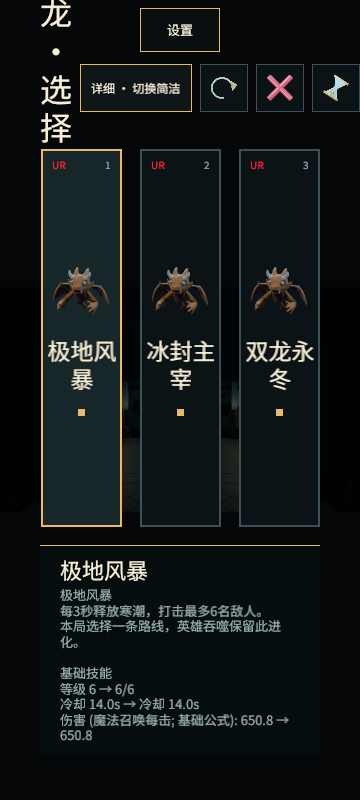 龙
·
选
择
设置
详细 · 切换简洁
UR 1
极地风
暴
UR 2
冰封主
宰
UR 3
双龙永
冬
极地风暴
极地风暴
每3秒释放寒潮，打击最多6名敌人。
本局选择一条路线，英雄吞噬保留此进
化。
基础技能
等级 6 → 6/6
冷却 14.0s → 冷却 14.0s
伤害 (魔法召唤每击; 基础公式): 650.8 →
650.8